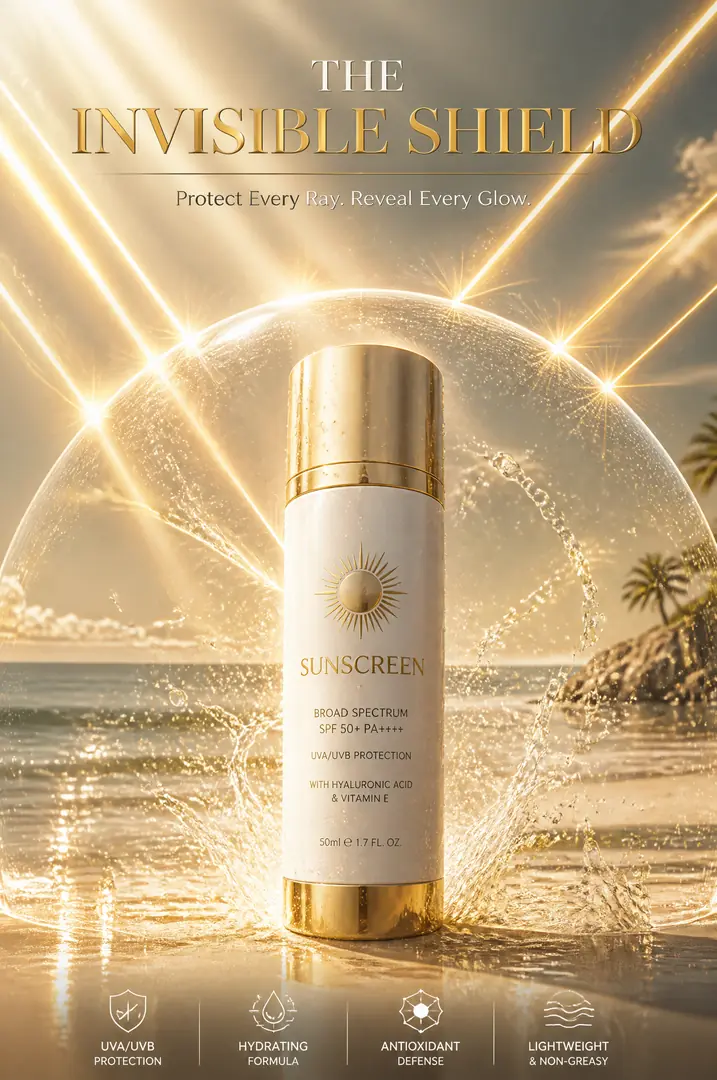 THE
INVISIBLE SHIELD
Protect Every Ray. Reveal Every Glow.
SUNSCREEN
BROAD SPECTRUM
SPF 50+ PA++++
UVA/UVB PROTECTION
WITH HYALURONIC ACID
& VITAMIN E
50ml ℮ 1.7 FL. OZ.
UVA/UVB
PROTECTION
HYDRATING
FORMULA
ANTIOXIDANT
DEFENSE
LIGHTWEIGHT
& NON-GREASY